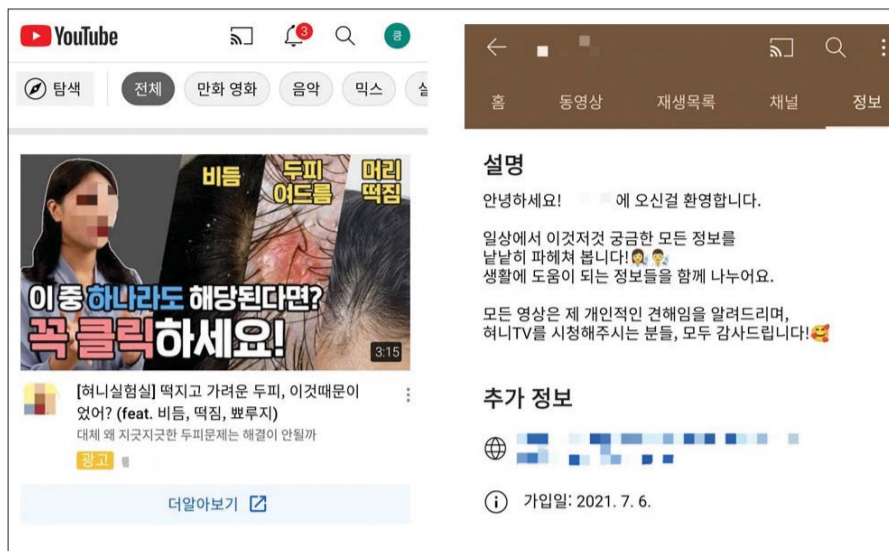 YouTube
3
쿵
탐색
전체
만화 영화
음악
믹스
비듬
두피
여드름
머리
떡짐
이 중 하나라도 해당된다면?
꼭 클릭하세요!
3:15
[혀니실험실] 떡지고 가려운 두피, 이것때문이
었어? (feat. 비듬, 떡짐, 뾰루지)
대체 왜 지긋지긋한 두피문제는 해결이 안될까
광고
더알아보기
홈
동영상
재생목록
채널
정보
설명
안녕하세요!
에 오신걸 환영합니다.
일상에서 이것저것 궁금한 모든 정보를
낱낱히 파헤쳐 봅니다!
생활에 도움이 되는 정보들을 함께 나누어요.
모든 영상은 제 개인적인 견해임을 알려드리며,
혀니TV를 시청해주시는 분들, 모두 감사드립니다!
추가 정보
가입일: 2021. 7. 6.